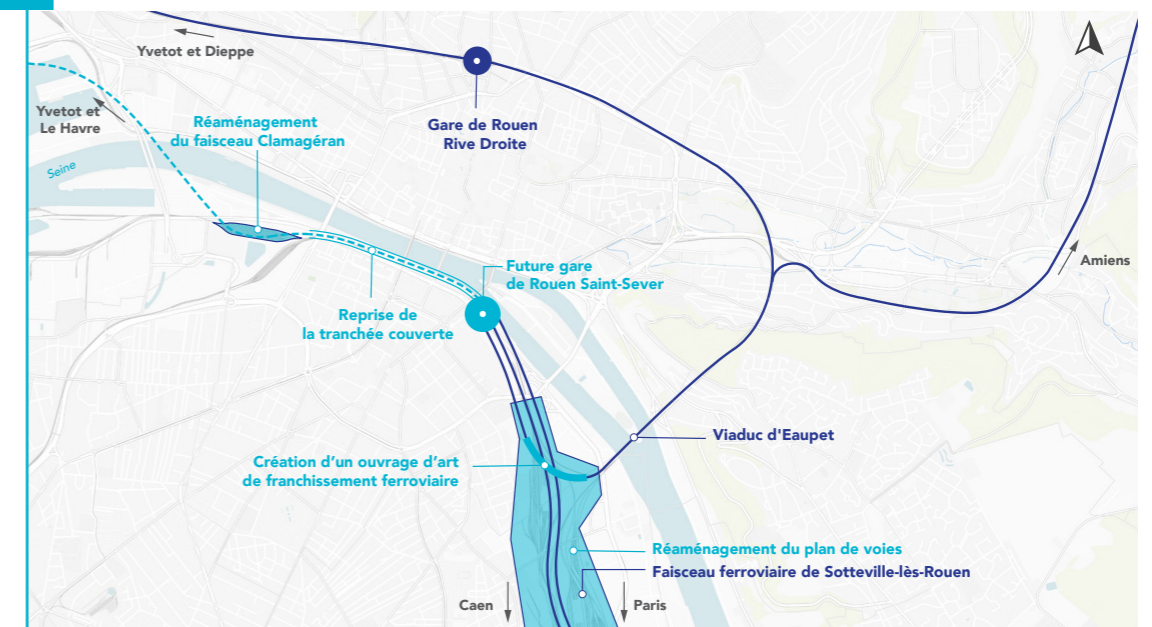 Yvetot et Dieppe
Yvetot et
Le Havre
Réaménagement
du faisceau Clamagéran
Gare de Rouen
Rive Droite
Seine
Amiens
Future gare
de Rouen Saint-Sever
Reprise de
la tranchée couverte
Viaduc d'Eaupet
Création d'un ouvrage d'art
de franchissement ferroviaire
Réaménagement du plan de voies
Faisceau ferroviaire de Sotteville-lès-Rouen
Caen
Paris